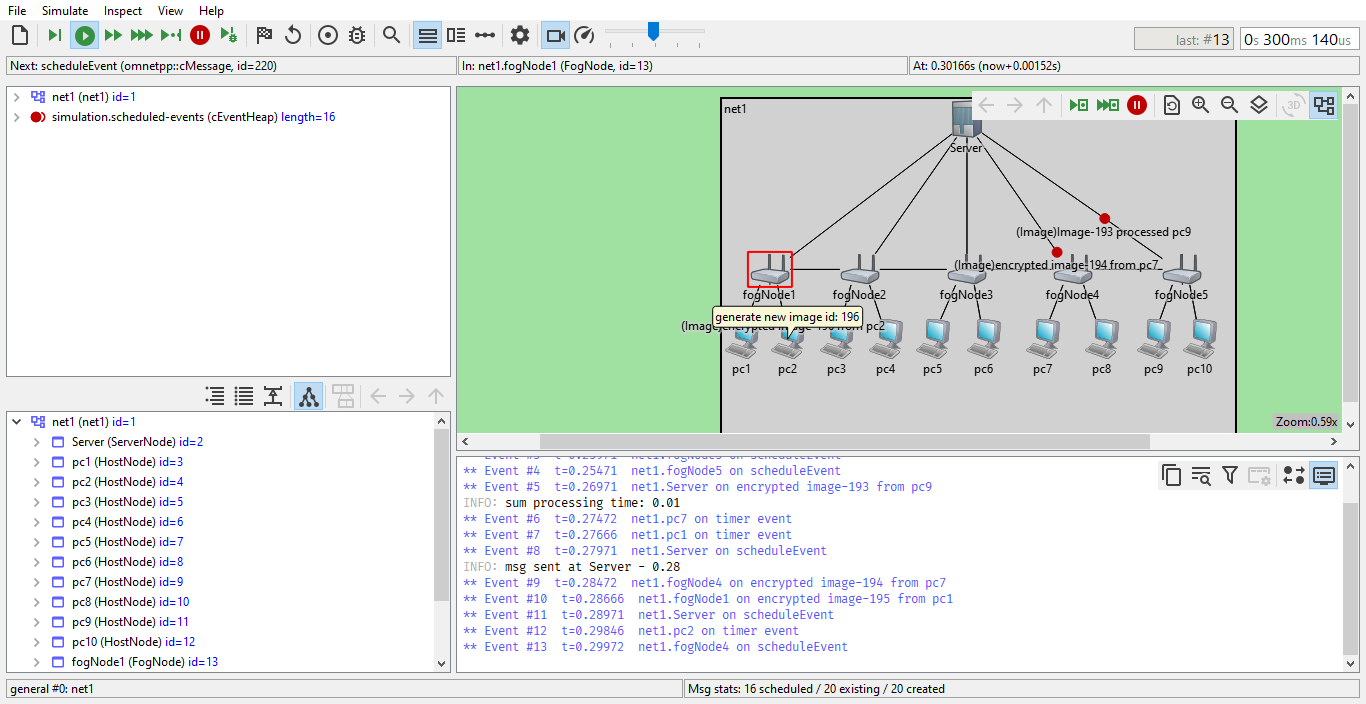 File Simulate Inspect View Help
last: #13
0s 300ms 140us
Next: scheduleEvent (omnetpp::cMessage, id=220)
In: net1.fogNode1 (FogNode, id=13)
At: 0.30166s (now+0.00152s)
net1 (net1) id=1
simulation.scheduled-events (cEventHeap) length=16
net1
3D
Server
(Image)Image-193 processed pc9
(Image)encrypted image-194 from pc7
fogNode1 fogNode2 fogNode3 fogNode4 fogNode5
generate new image id: 196
(Image)encrypted image-196 from pc2
pc1 pc2 pc3 pc4 pc5 pc6 pc7 pc8 pc9 pc10
Zoom:0.59x
net1 (net1) id=1
Server (ServerNode) id=2
pc1 (HostNode) id=3
pc2 (HostNode) id=4
pc3 (HostNode) id=5
pc4 (HostNode) id=6
pc5 (HostNode) id=7
pc6 (HostNode) id=8
pc7 (HostNode) id=9
pc8 (HostNode) id=10
pc9 (HostNode) id=11
pc10 (HostNode) id=12
fogNode1 (FogNode) id=13
** Event #4 t=0.25471 net1.fogNode5 on scheduleEvent
** Event #5 t=0.26971 net1.Server on encrypted image-193 from pc9
INFO: sum processing time: 0.01
** Event #6 t=0.27472 net1.pc7 on timer event
** Event #7 t=0.27666 net1.pc1 on timer event
** Event #8 t=0.27971 net1.Server on scheduleEvent
INFO: msg sent at Server - 0.28
** Event #9 t=0.28472 net1.fogNode4 on encrypted image-194 from pc7
** Event #10 t=0.28666 net1.fogNode1 on encrypted image-195 from pc1
** Event #11 t=0.28971 net1.Server on scheduleEvent
** Event #12 t=0.29846 net1.pc2 on timer event
** Event #13 t=0.29972 net1.fogNode4 on scheduleEvent
general #0: net1
Msg stats: 16 scheduled / 20 existing / 20 created